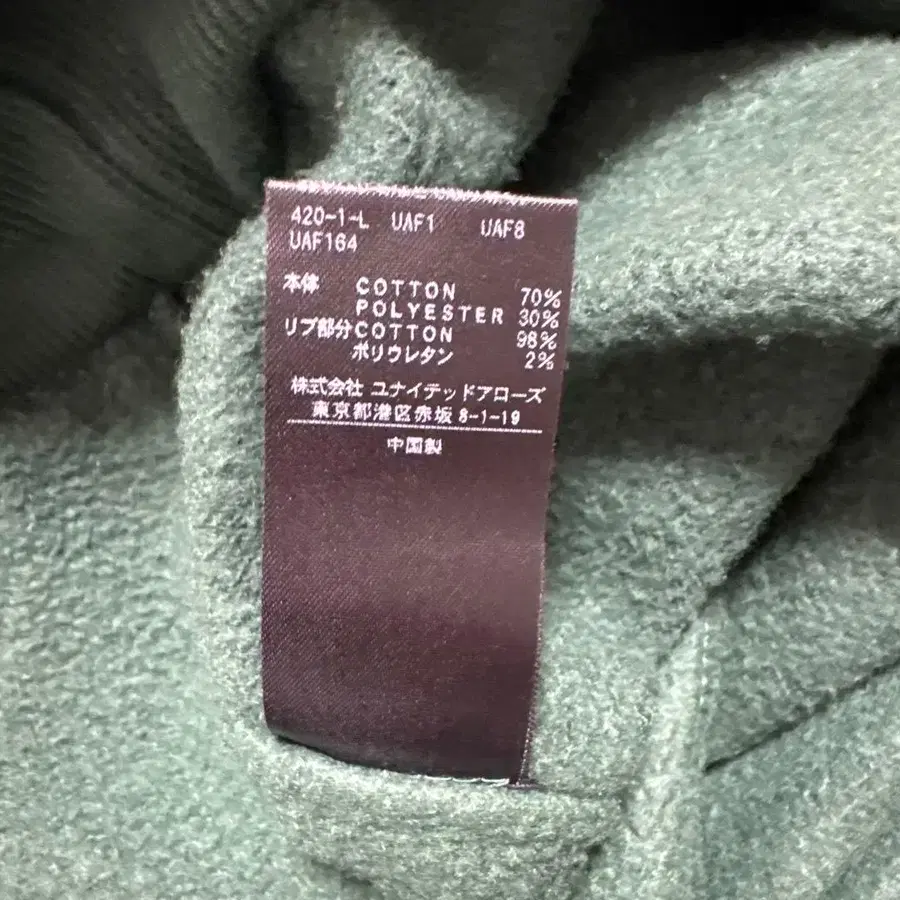 420-1-L UAF1 UAF8
UAF164
本体 COTTON 70%
POLYESTER 30%
リブ部分 COTTON 98%
ポリウレタン 2%
株式会社 ユナイテッドアローズ
東京都港区赤坂 8-1-19
中国製